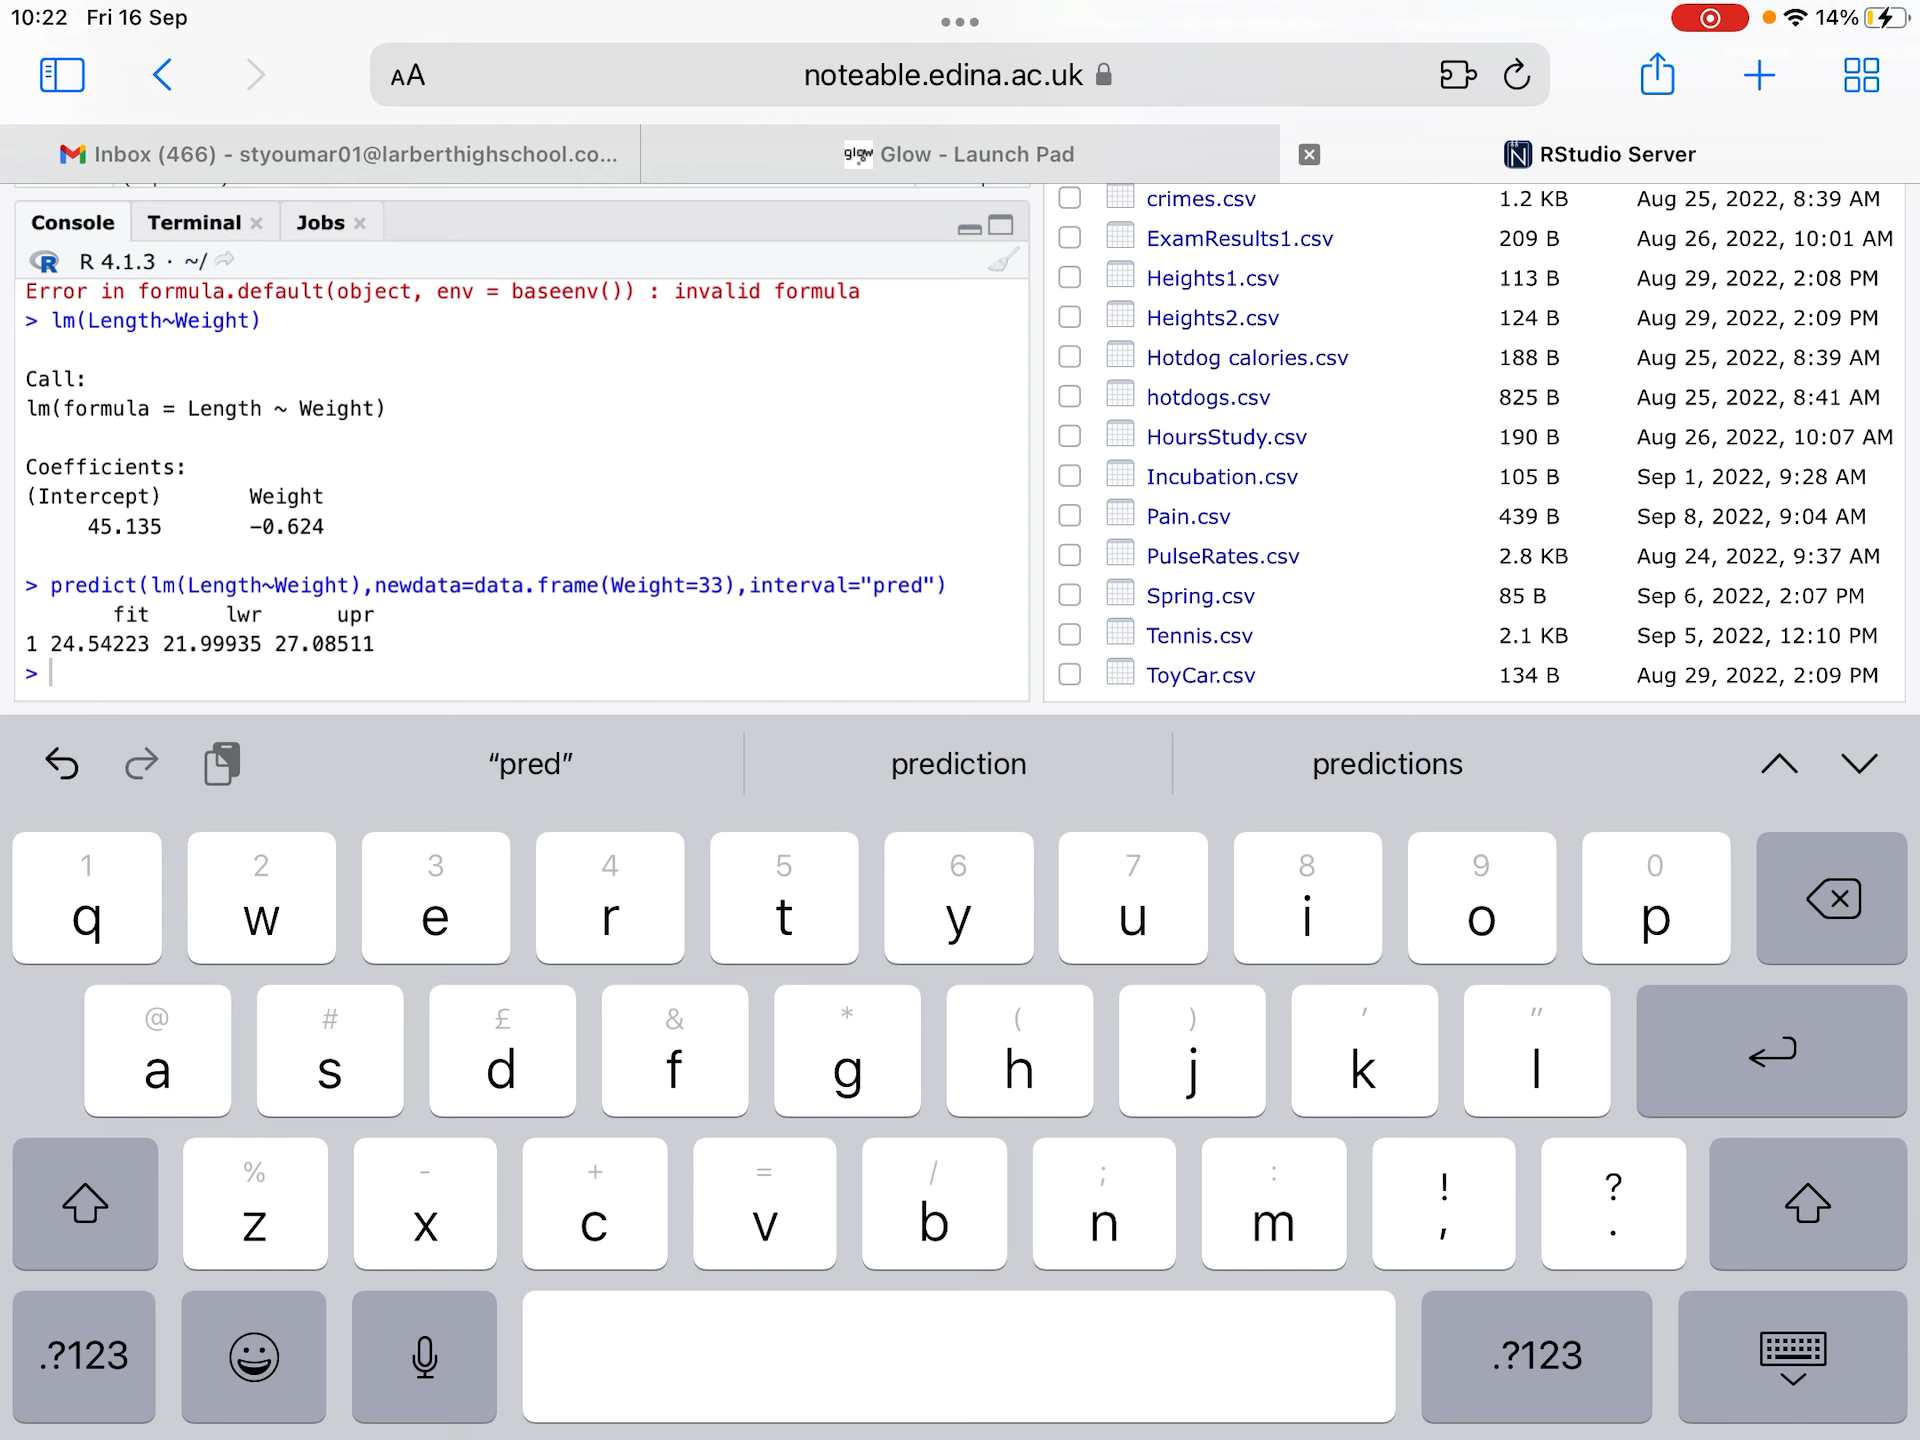 10:22 Fri 16 Sep
14%
AA
noteable.edina.ac.uk
Inbox (466) - styoumar01@larberthighschool.co...
glow Glow - Launch Pad
N RStudio Server
Console Terminal Jobs
R R 4.1.3 · ~/
Error in formula.default(object, env = baseenv()) : invalid formula
> lm(Length~Weight)
Call:
lm(formula = Length ~ Weight)
Coefficients:
(Intercept) Weight
45.135 -0.624
> predict(lm(Length~Weight),newdata=data.frame(Weight=33),interval="pred")
fit lwr upr
1 24.54223 21.99935 27.08511
>
crimes.csv 1.2 KB Aug 25, 2022, 8:39 AM
ExamResults1.csv 209 B Aug 26, 2022, 10:01 AM
Heights1.csv 113 B Aug 29, 2022, 2:08 PM
Heights2.csv 124 B Aug 29, 2022, 2:09 PM
Hotdog calories.csv 188 B Aug 25, 2022, 8:39 AM
hotdogs.csv 825 B Aug 25, 2022, 8:41 AM
HoursStudy.csv 190 B Aug 26, 2022, 10:07 AM
Incubation.csv 105 B Sep 1, 2022, 9:28 AM
Pain.csv 439 B Sep 8, 2022, 9:04 AM
PulseRates.csv 2.8 KB Aug 24, 2022, 9:37 AM
Spring.csv 85 B Sep 6, 2022, 2:07 PM
Tennis.csv 2.1 KB Sep 5, 2022, 12:10 PM
ToyCar.csv 134 B Aug 29, 2022, 2:09 PM
“pred” prediction predictions
1 2 3 4 5 6 7 8 9 0
q w e r t y u i o p
@ # £ & * ( ) ' "
a s d f g h j k l
% - + = / ; : ! ?
z x c v b n m , .
.?123 .?123